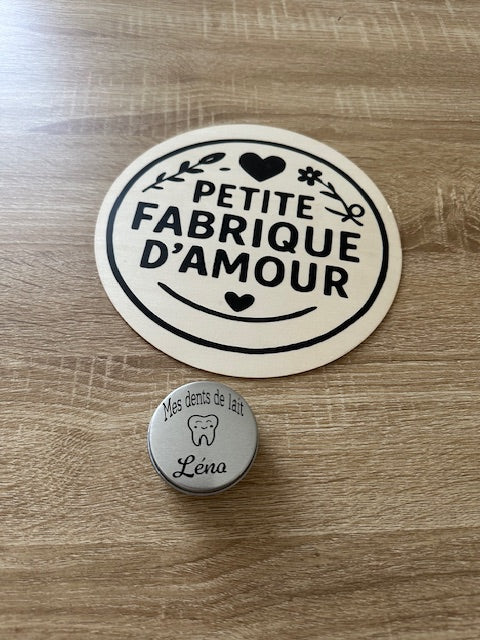 PETITE
FABRIQUE
D'AMOUR
Mes dents de lait
Léna